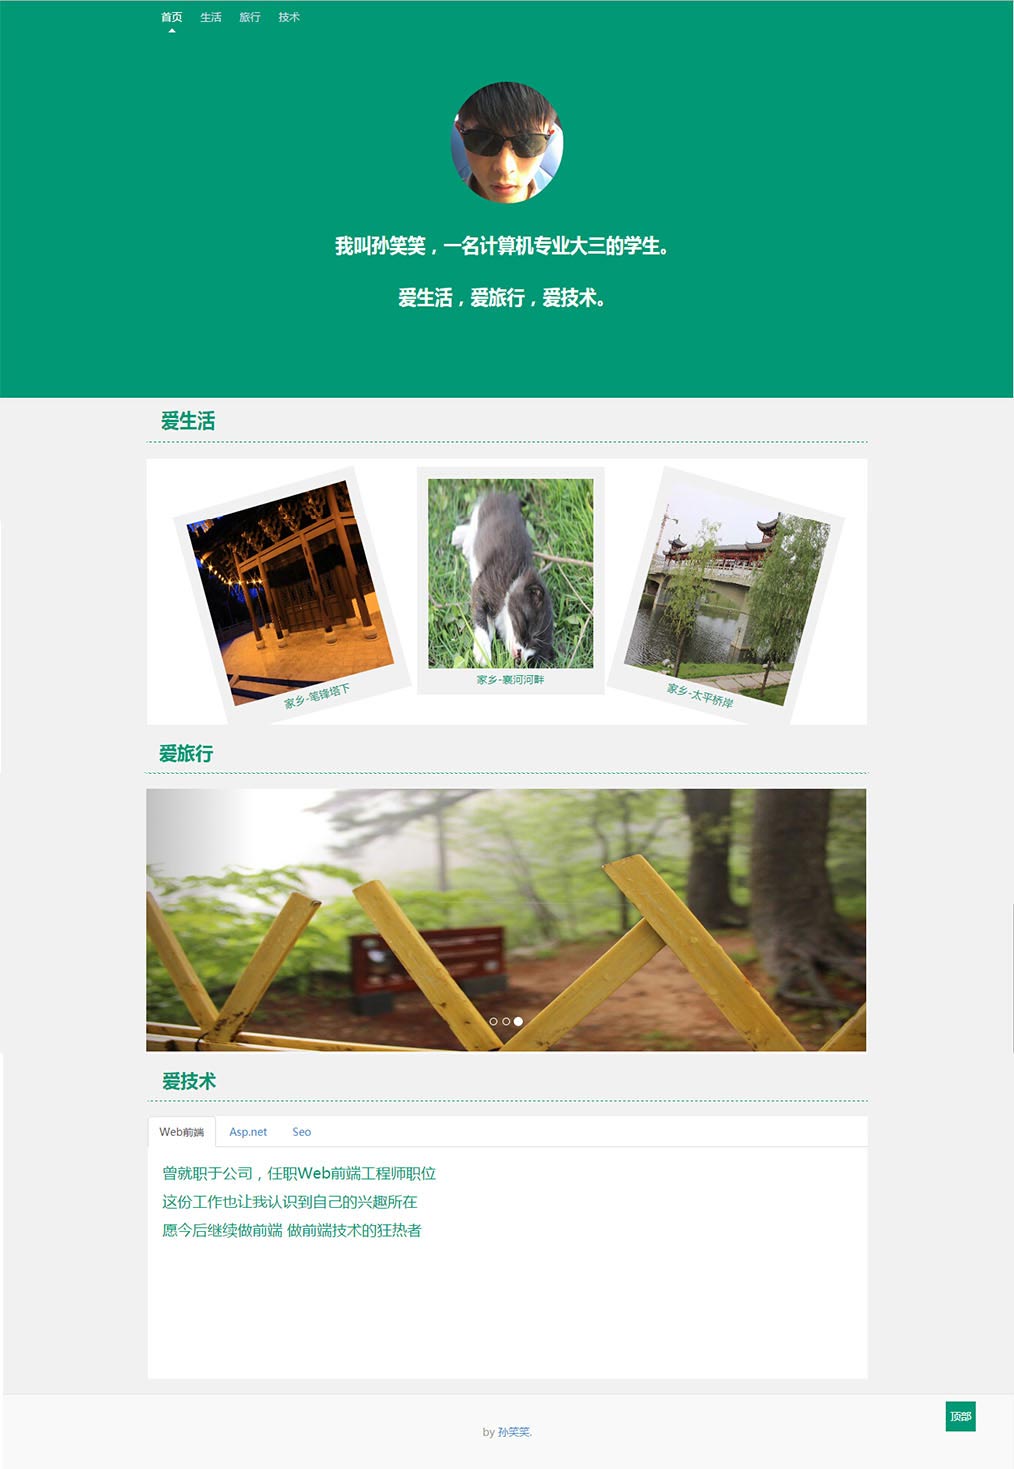 首页 生活 旅行 技术
我叫孙笑笑，一名计算机专业大三的学生。
爱生活，爱旅行，爱技术。
爱生活
家乡-笔锋塔下
家乡-襄河河畔
家乡-太平桥岸
爱旅行
爱技术
Web前端 Asp.net Seo
曾就职于公司，任职Web前端工程师职位
这份工作也让我认识到自己的兴趣所在
愿今后继续做前端 做前端技术的狂热者
顶部
by 孙笑笑.